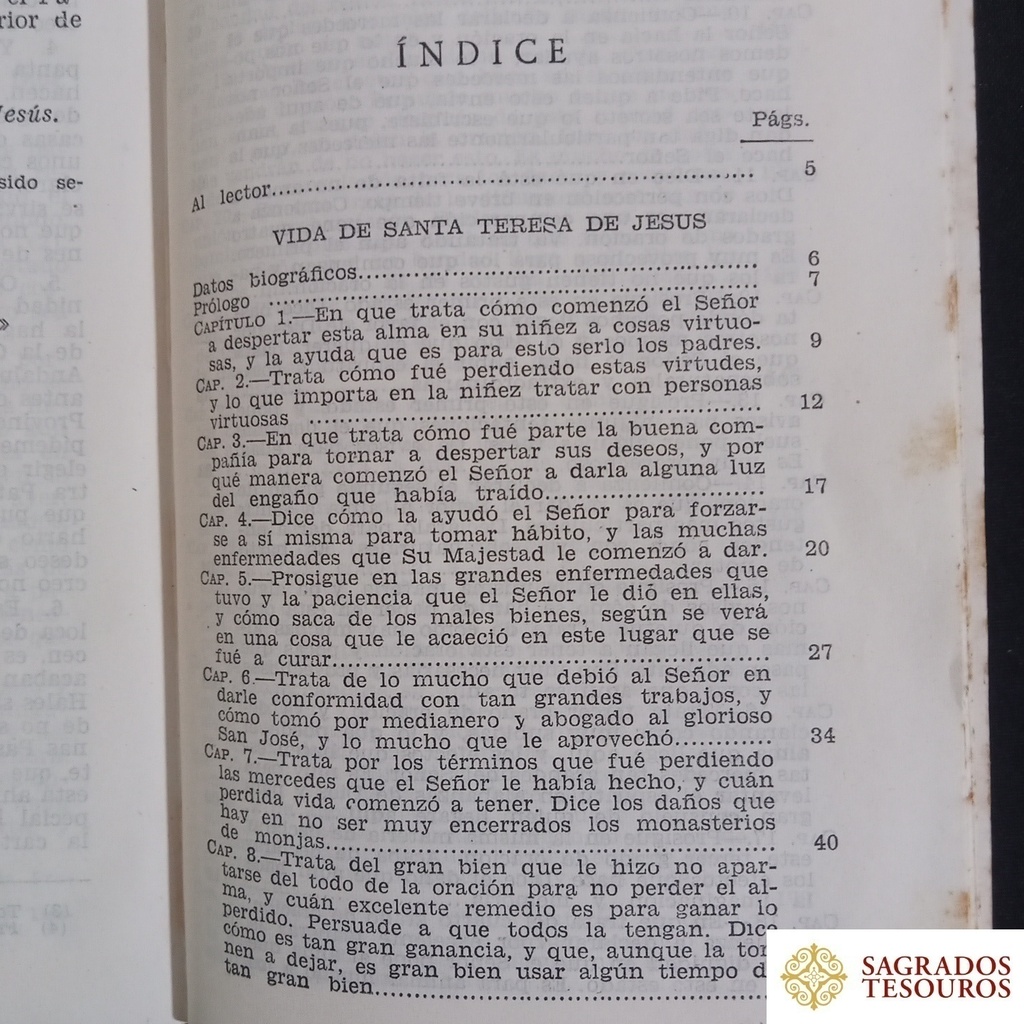 rior de
Jesús.
sido se-
»
ÍNDICE
Págs.
Al lector.............................................................. 5
VIDA DE SANTA TERESA DE JESUS
Datos biográficos.................................................... 6
Prólogo .............................................................. 7
CAPÍTULO 1.—En que trata cómo comenzó el Señor
a despertar esta alma en su niñez a cosas virtuo-
sas, y la ayuda que es para esto serlo los padres. 9
CAP. 2.—Trata cómo fué perdiendo estas virtudes,
y lo que importa en la niñez tratar con personas
virtuosas .................................................... 12
CAP. 3.—En que trata cómo fué parte la buena com-
pañía para tornar a despertar sus deseos, y por
qué manera comenzó el Señor a darla alguna luz
del engaño que había traído............................ 17
CAP. 4.—Dice cómo la ayudó el Señor para forzar-
se a sí misma para tomar hábito, y las muchas
enfermedades que Su Majestad le comenzó a dar. 20
CAP. 5.—Prosigue en las grandes enfermedades que
tuvo y la paciencia que el Señor le dió en ellas,
y cómo saca de los males bienes, según se verá
en una cosa que le acaeció en este lugar que se
fué a curar.................................................... 27
CAP. 6.—Trata de lo mucho que debió al Señor en
darle conformidad con tan grandes trabajos, y
cómo tomó por medianero y abogado al glorioso
San José, y lo mucho que le aprovechó............ 34
CAP. 7.—Trata por los términos que fué perdiendo
las mercedes que el Señor le había hecho, y cuán
perdida vida comenzó a tener. Dice los daños que
hay en no ser muy encerrados los monasterios
de monjas...................................................... 40
CAP. 8.—Trata del gran bien que le hizo no apar-
tarse del todo de la oración para no perder el al-
ma, y cuán excelente remedio es para ganar lo
perdido. Persuade a que todos la tengan. Dice
cómo es tan gran ganancia, y que, aunque la tor
nen a dejar, es gran bien usar algún tiempo d
tan gran bien....................................................
SAGRADOS
TESOUROS